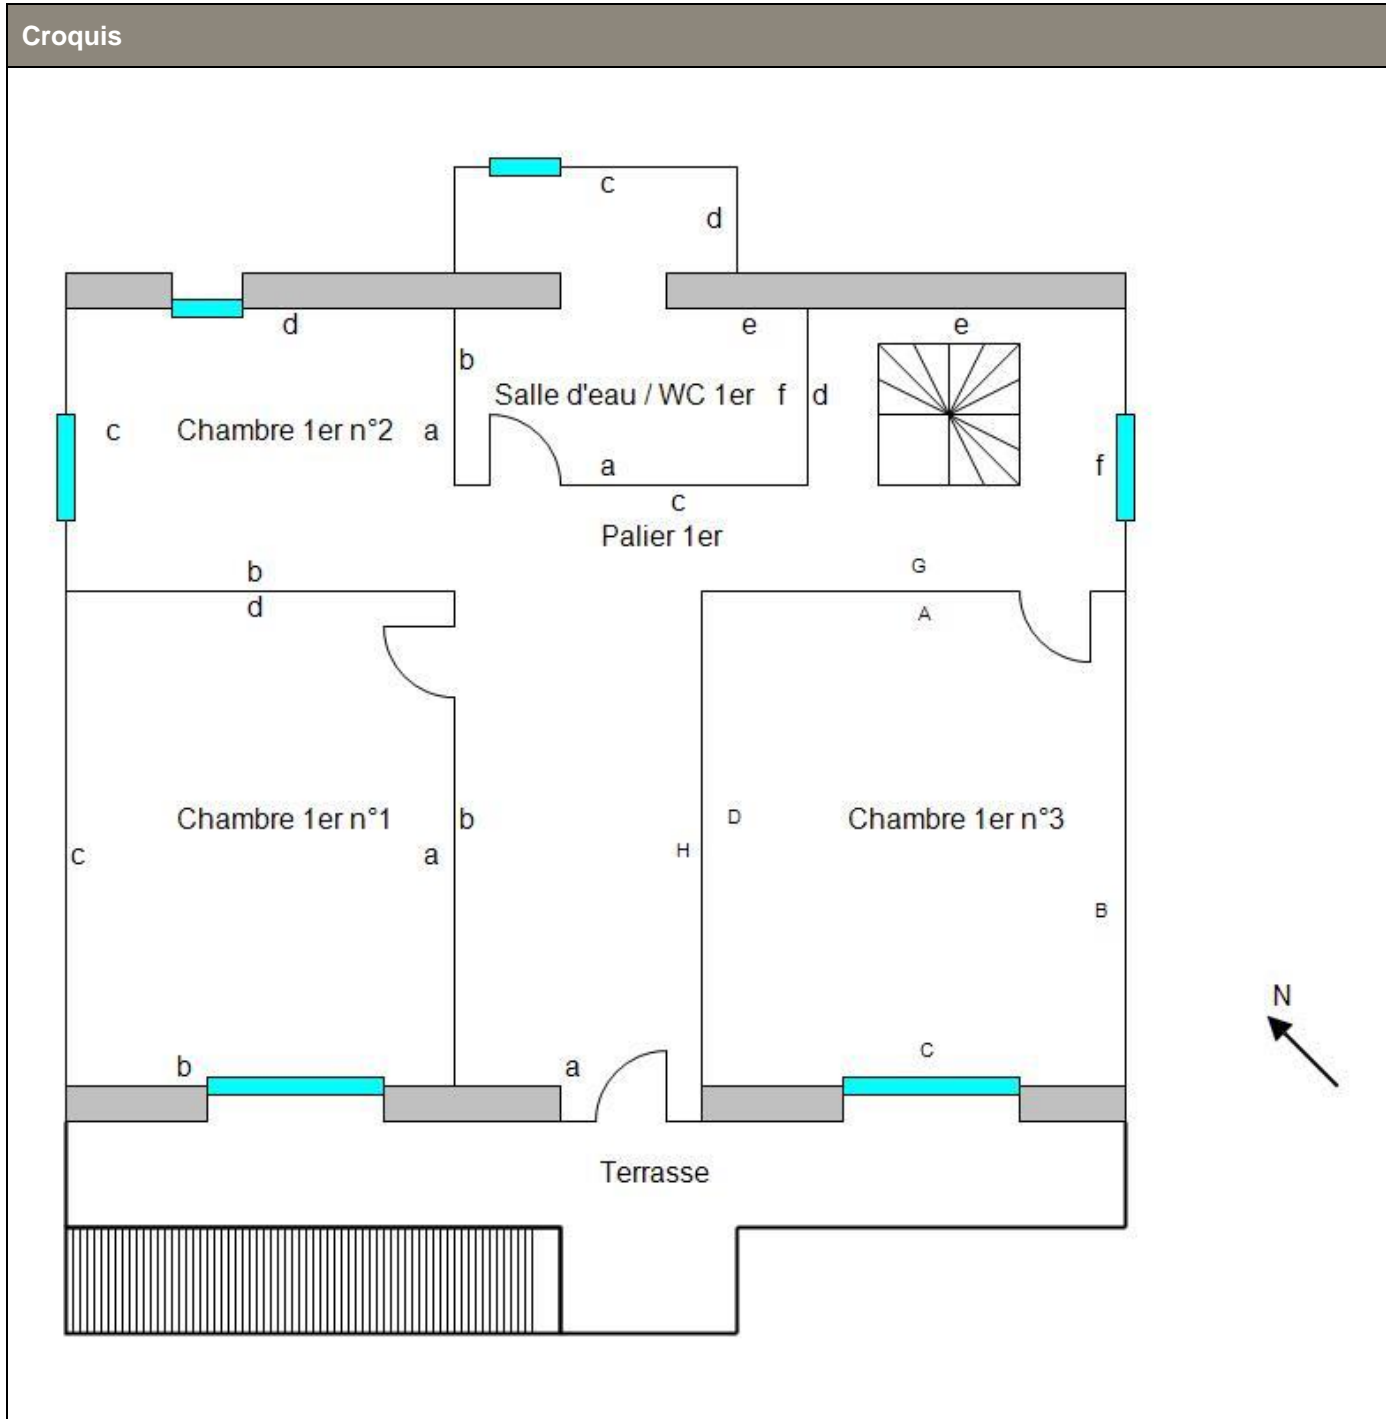 Croquis
c
d
d
e
e
b
Salle d'eau / WC 1er
f
d
c
Chambre 1er n°2
a
a
f
c
Palier 1er
b
G
d
A
Chambre 1er n°1
b
D
Chambre 1er n°3
c
a
H
B
N
b
a
C
Terrasse